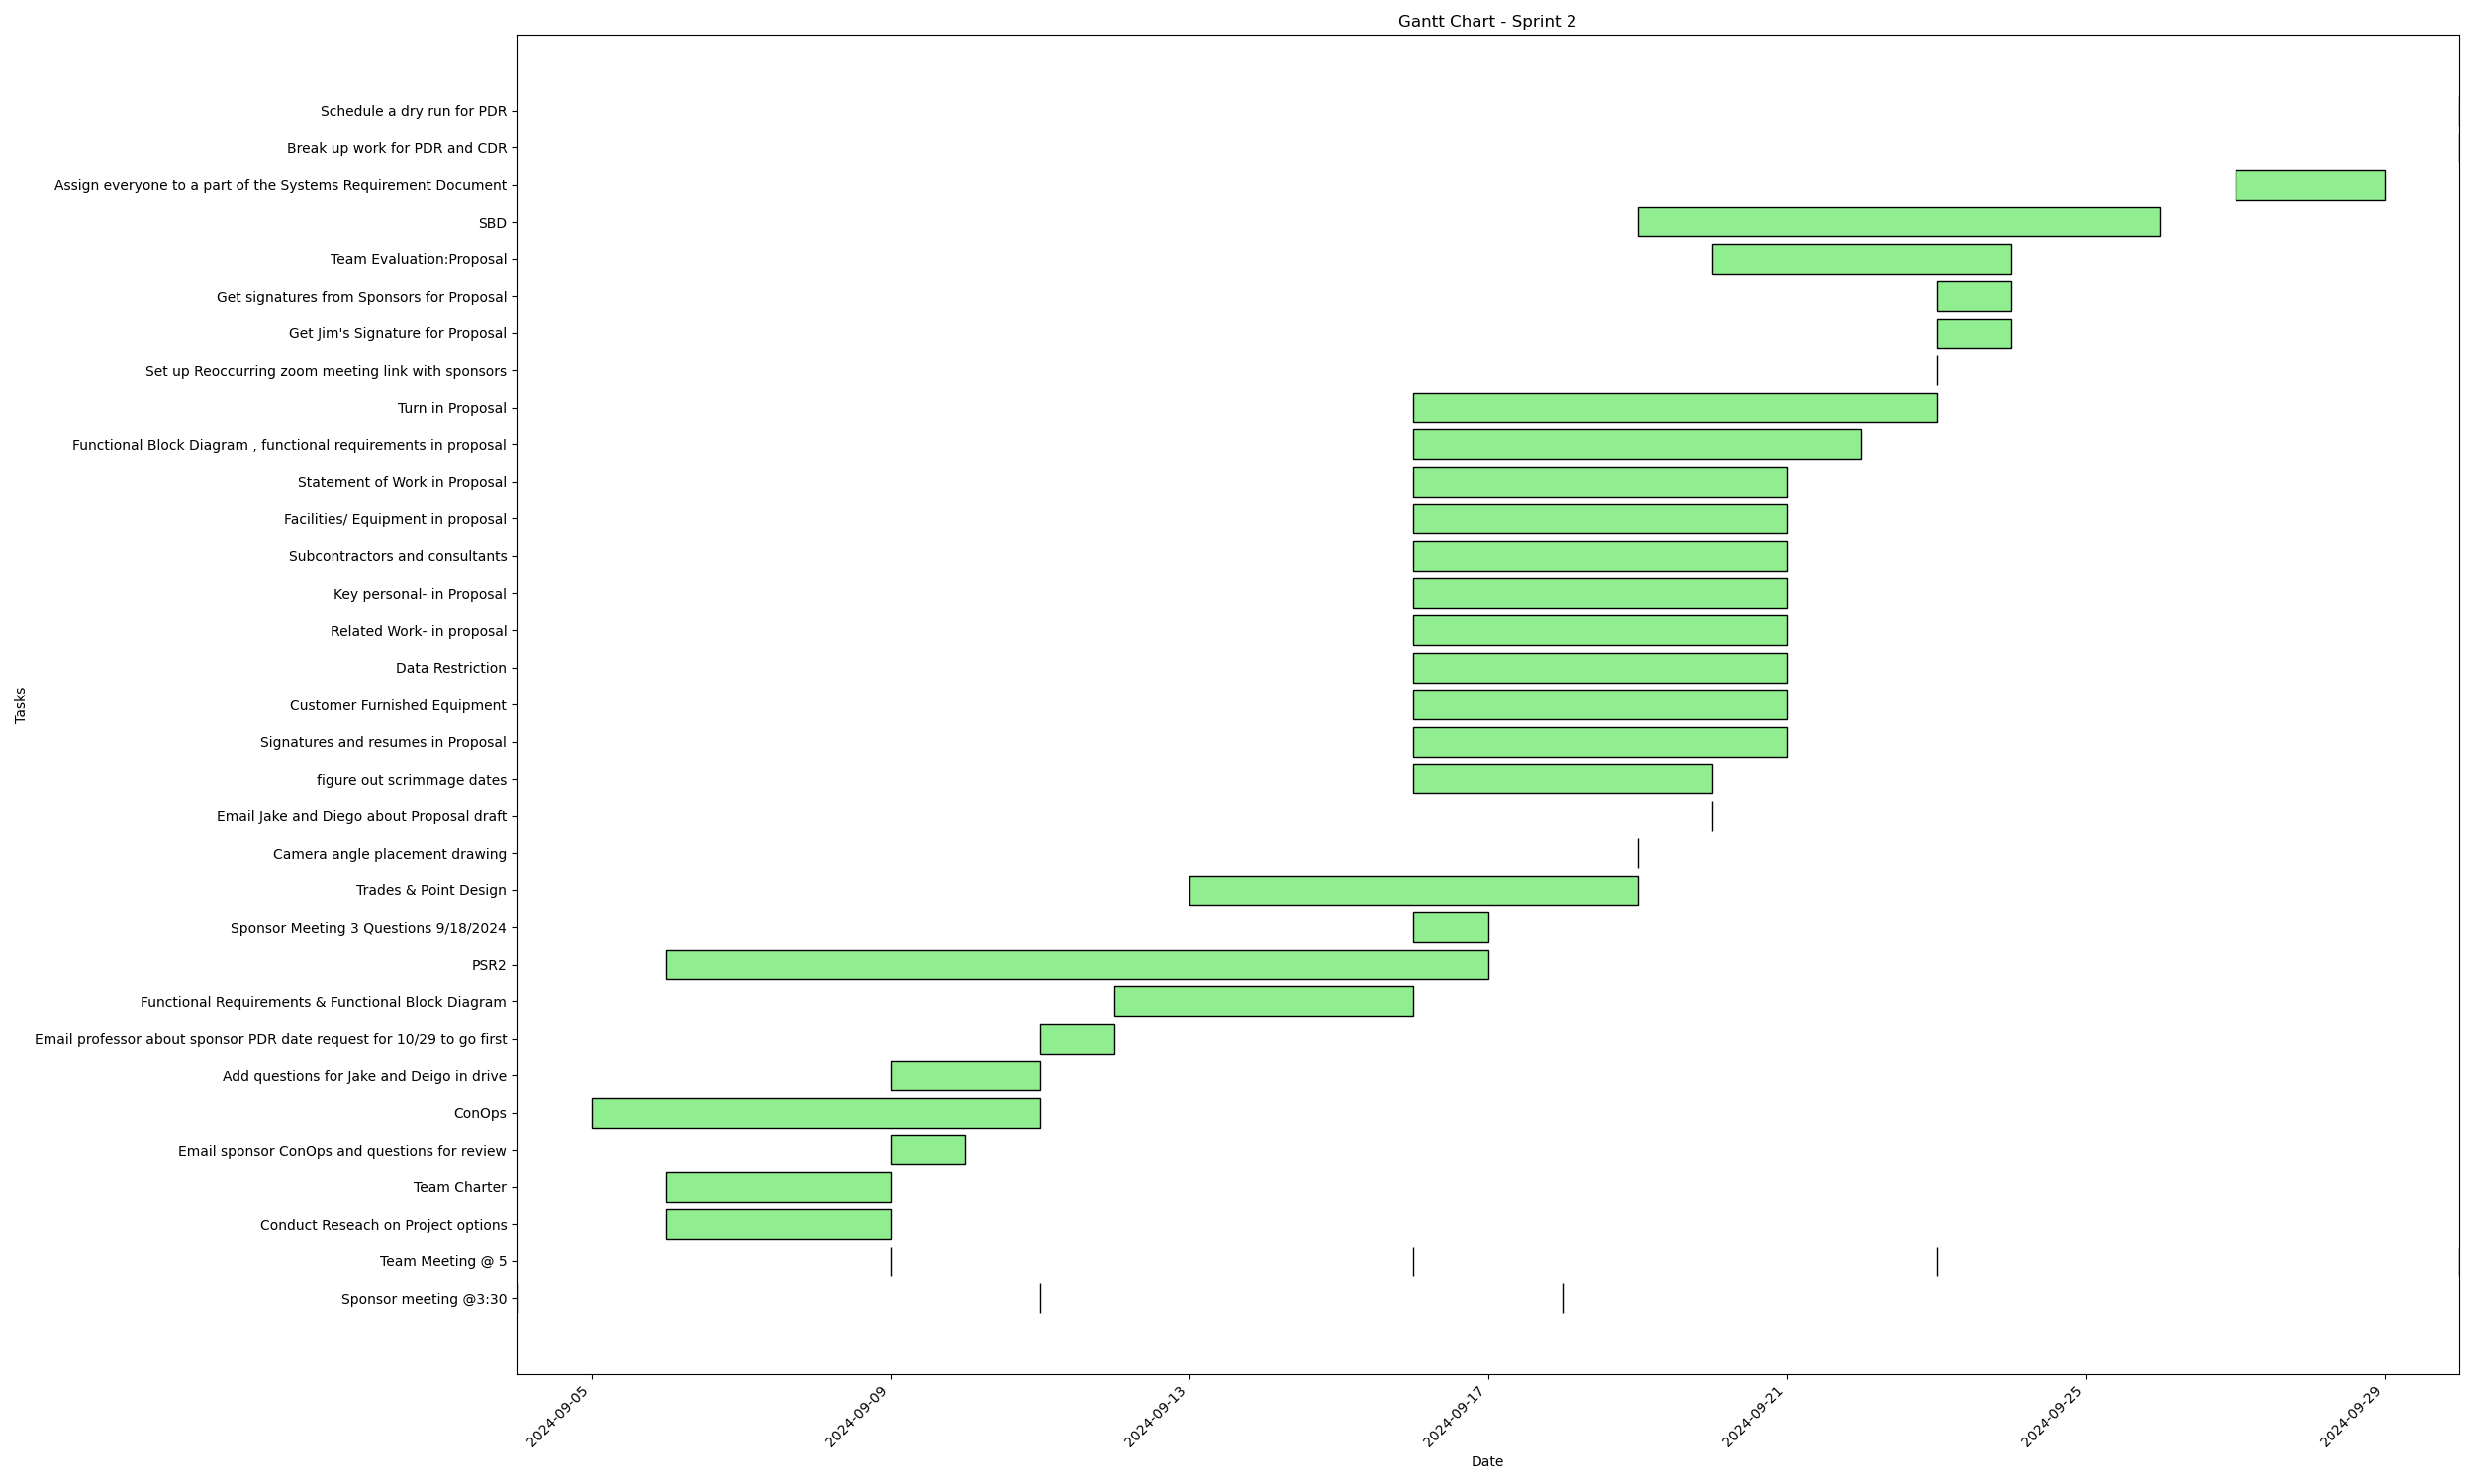 Gantt Chart - Sprint 2
Schedule a dry run for PDR
Break up work for PDR and CDR
Assign everyone to a part of the Systems Requirement Document
SBD
Team Evaluation:Proposal
Get signatures from Sponsors for Proposal
Get Jim's Signature for Proposal
Set up Reoccurring zoom meeting link with sponsors
Turn in Proposal
Functional Block Diagram , functional requirements in proposal
Statement of Work in Proposal
Facilities/ Equipment in proposal
Subcontractors and consultants
Key personal- in Proposal
Related Work- in proposal
Data Restriction
Customer Furnished Equipment
Signatures and resumes in Proposal
figure out scrimmage dates
Email Jake and Diego about Proposal draft
Camera angle placement drawing
Trades & Point Design
Sponsor Meeting 3 Questions 9/18/2024
PSR2
Functional Requirements & Functional Block Diagram
Email professor about sponsor PDR date request for 10/29 to go first
Add questions for Jake and Deigo in drive
ConOps
Email sponsor ConOps and questions for review
Team Charter
Conduct Reseach on Project options
Team Meeting @ 5
Sponsor meeting @3:30
Tasks
2024-09-05
2024-09-09
2024-09-13
2024-09-17
2024-09-21
2024-09-25
2024-09-29
Date